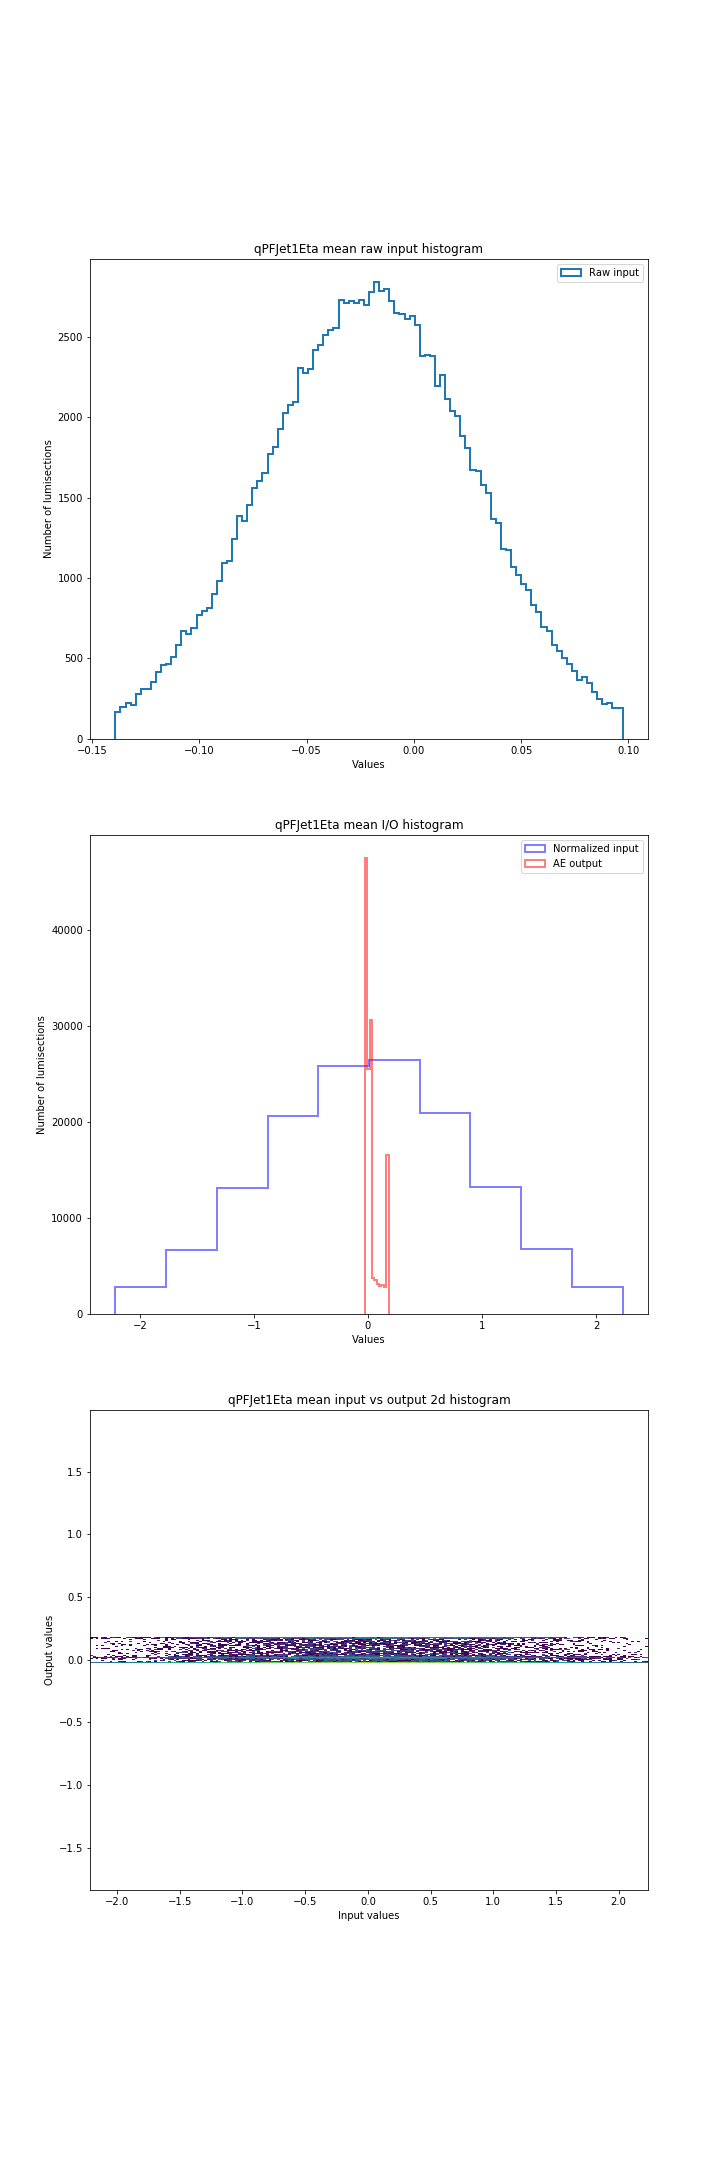 qPFJet1Eta mean raw input histogram
Raw input
2500
2000
1500
1000
500
0
Number of lumisections
−0.15 −0.10 −0.05 0.00 0.05 0.10
Values
qPFJet1Eta mean I/O histogram
Normalized input
AE output
40000
30000
20000
10000
0
Number of lumisections
−2 −1 0 1 2
Values
qPFJet1Eta mean input vs output 2d histogram
1.5
1.0
0.5
0.0
−0.5
−1.0
−1.5
Output values
−2.0 −1.5 −1.0 −0.5 0.0 0.5 1.0 1.5 2.0
Input values